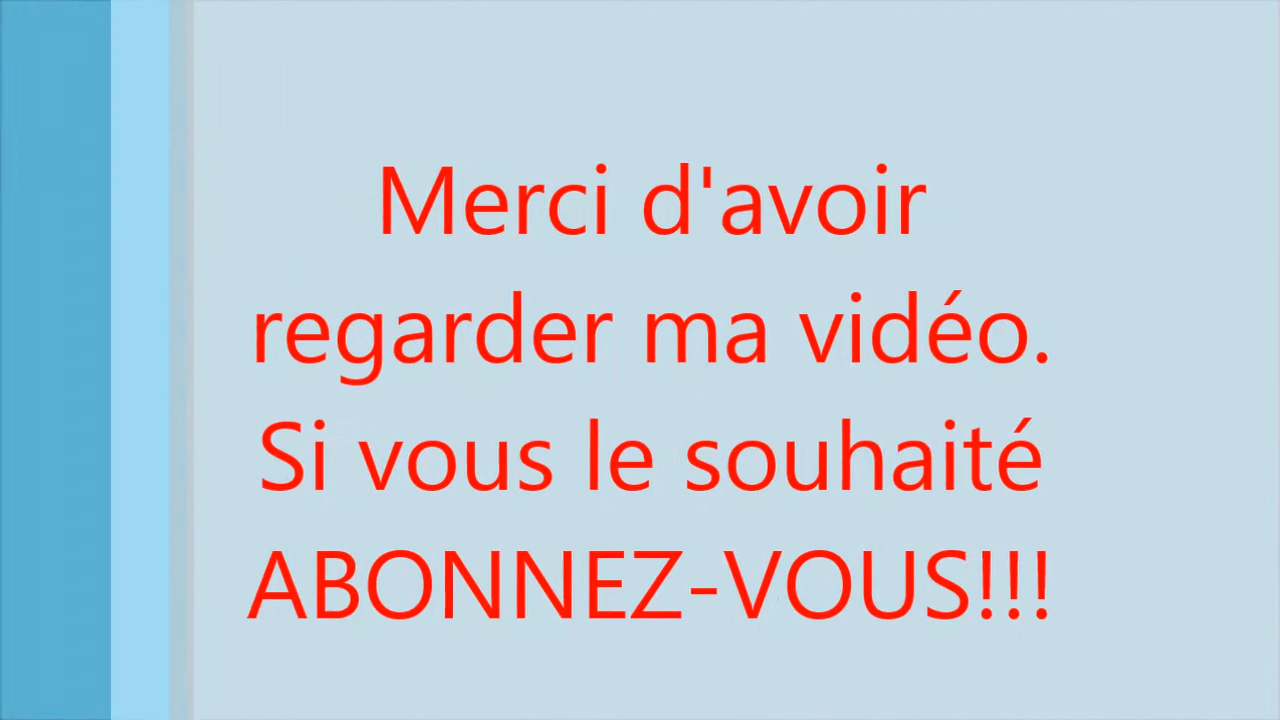 Merci d'avoir
regarder ma vidéo.
Si vous le souhaité
ABONNEZ-VOUS!!!